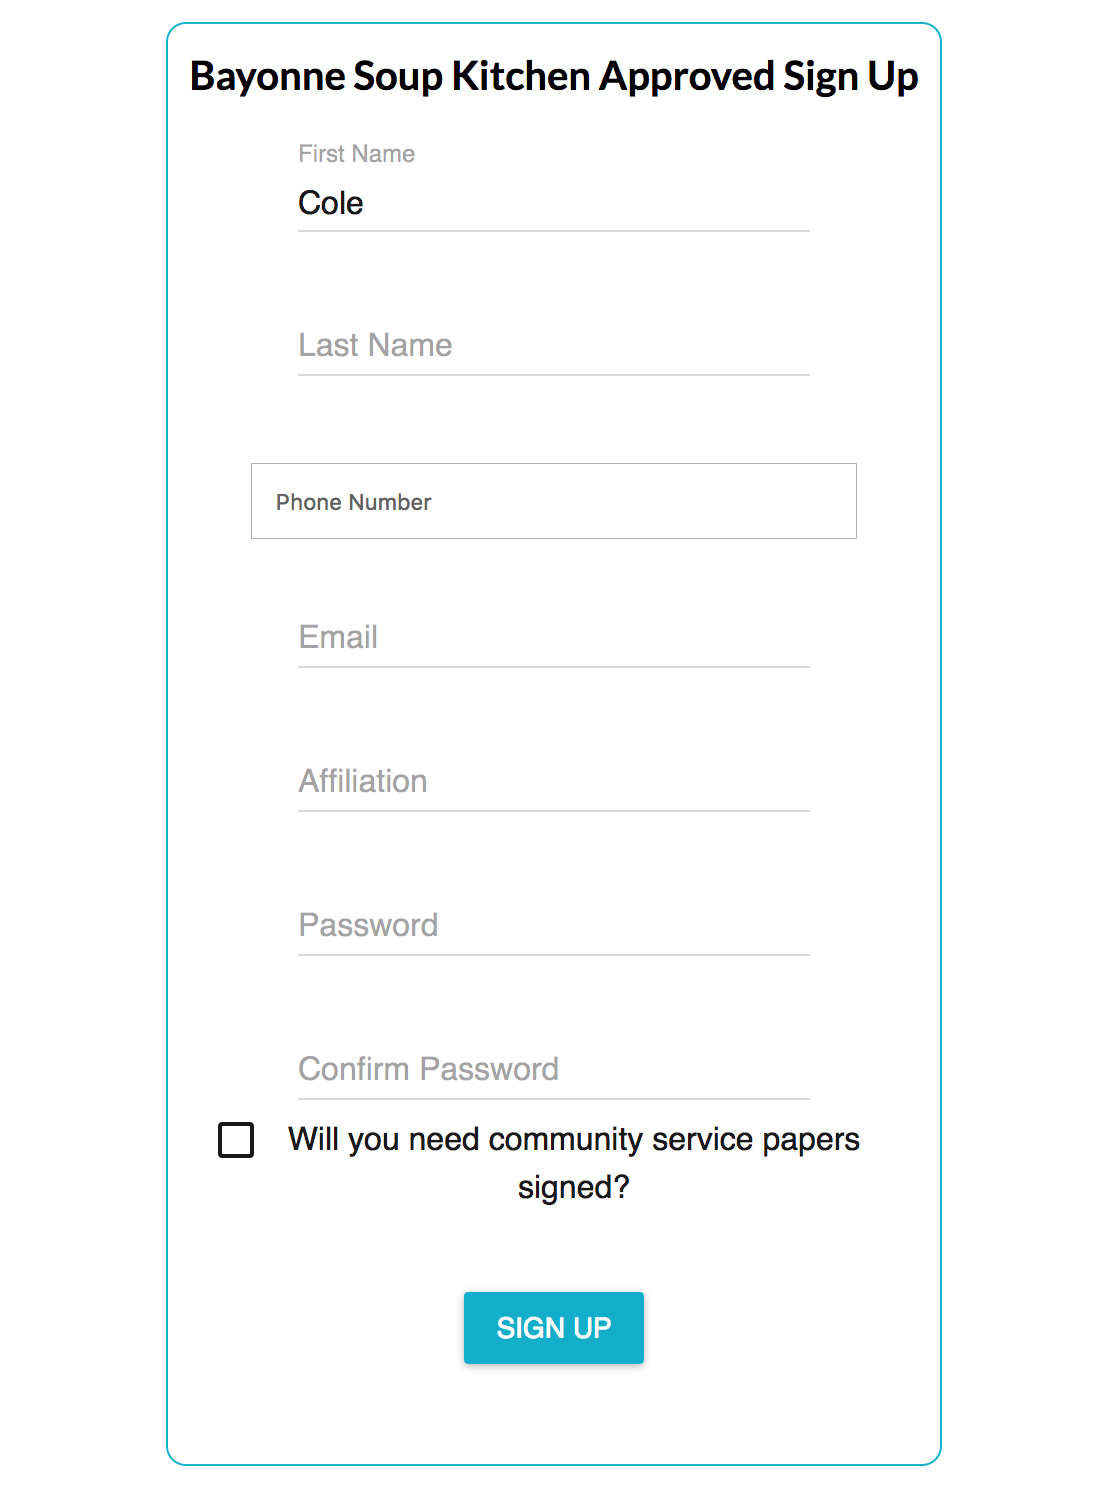 Bayonne Soup Kitchen Approved Sign Up
First Name
Cole
Last Name
Phone Number
Email
Affiliation
Password
Confirm Password
Will you need community service papers
signed?
SIGN UP